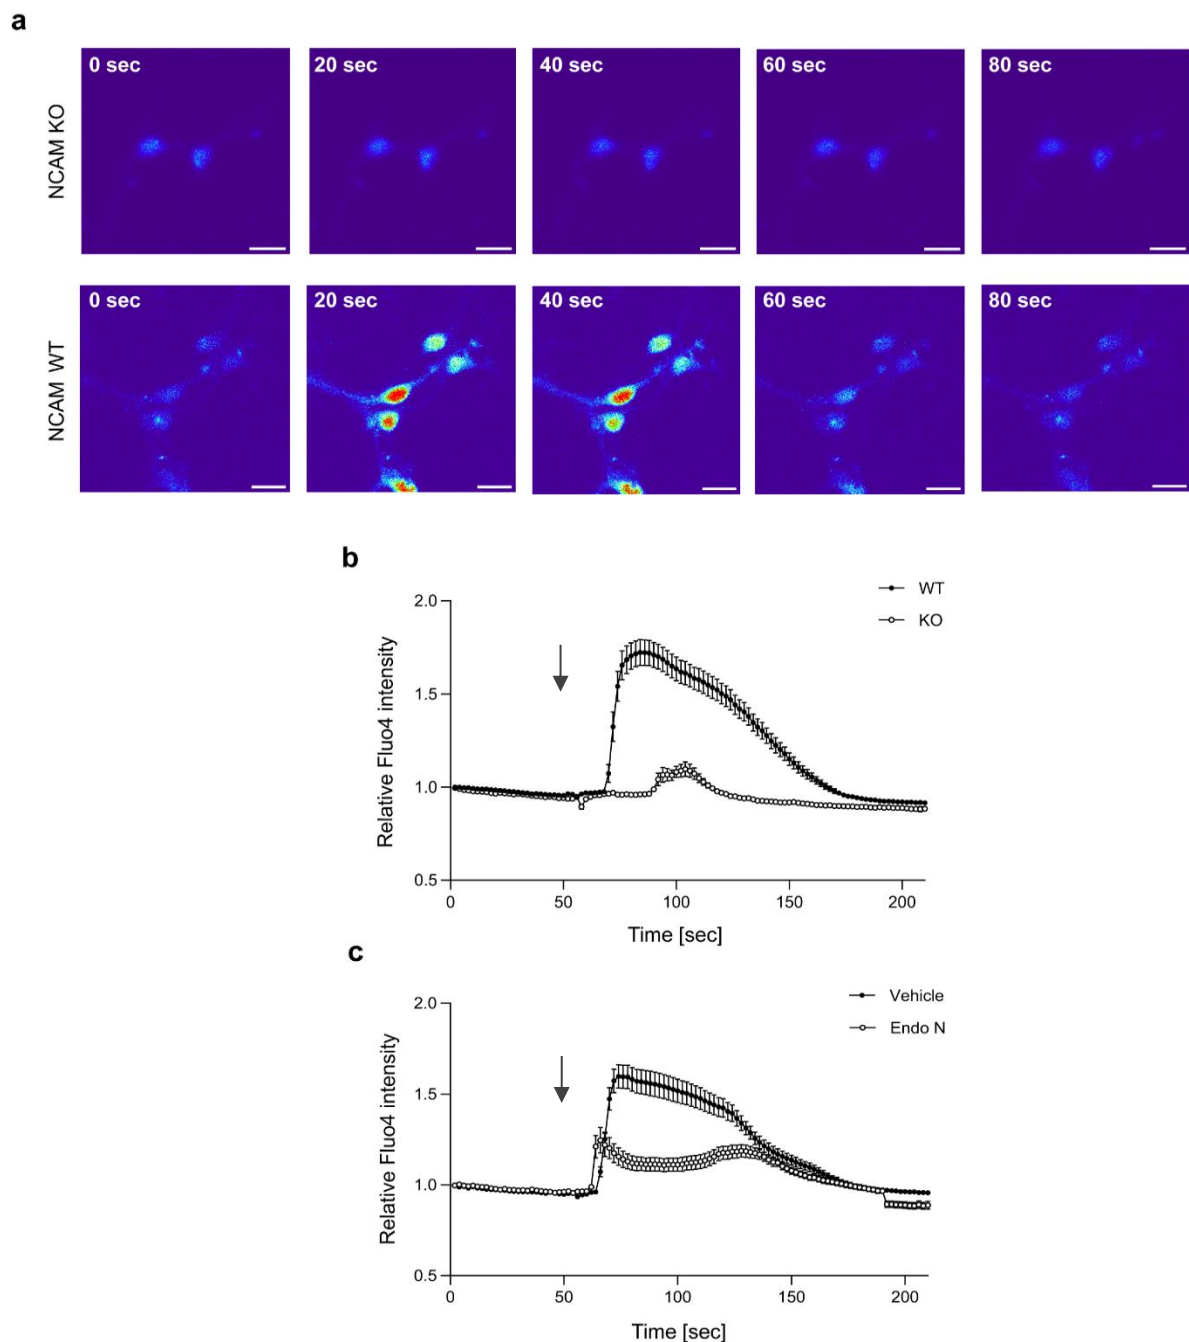 a
NCAM KO
0 sec 20 sec 40 sec 60 sec 80 sec
NCAM WT
0 sec 20 sec 40 sec 60 sec 80 sec
b
WT
KO
Relative Fluo4 intensity
2.0
1.5
1.0
0.5
0 50 100 150 200
Time [sec]
c
Vehicle
Endo N
Relative Fluo4 intensity
2.0
1.5
1.0
0.5
0 50 100 150 200
Time [sec]